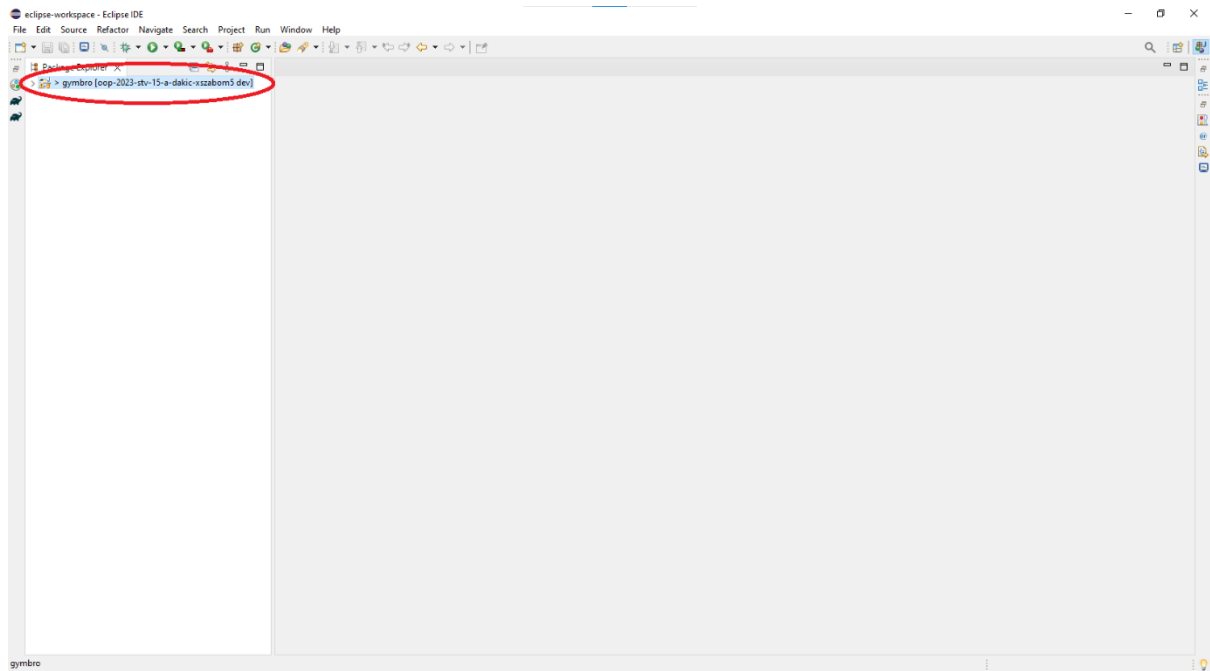 eclipse-workspace - Eclipse IDE
File Edit Source Refactor Navigate Search Project Run Window Help
Package Explorer
> gymbro [oop-2023-stv-15-a-dakic-xszabom5 dev]
gymbro